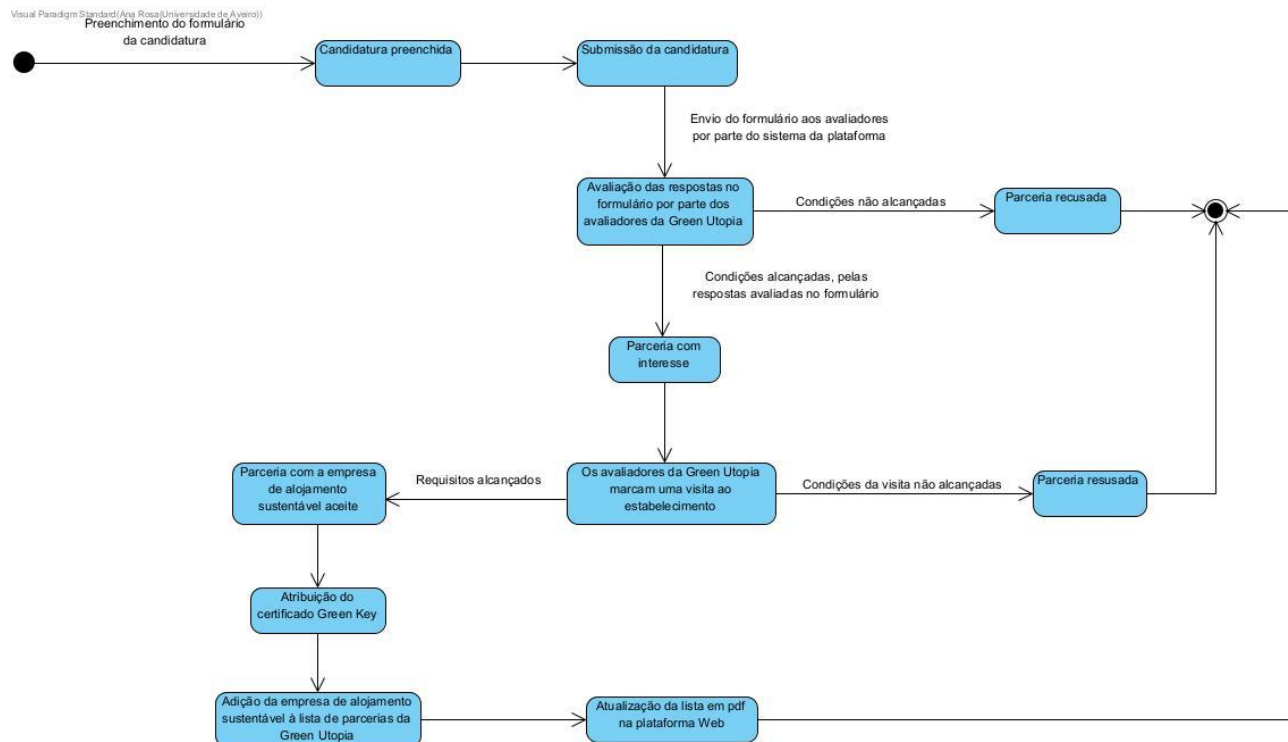 Visual Paradigm Standard(Ana Rosa(Universidade de Aveiro))
Preenchimento do formulário
da candidatura
Candidatura preenchida
Submissão da candidatura
Envio do formulário aos avaliadores
por parte do sistema da plataforma
Avaliação das respostas no
formulário por parte dos
avaliadores da Green Utopia
Condições não alcançadas
Parceria recusada
Condições alcançadas, pelas
respostas avaliadas no formulário
Parceria com
interesse
Parceria com a empresa
de alojamento
sustentável aceite
Requisitos alcançados
Os avaliadores da Green Utopia
marcam uma visita ao
estabelecimento
Condições da visita não alcançadas
Parceria resusada
Atribuição do
certificado Green Key
Adição da empresa de alojamento
sustentável à lista de parcerias da
Green Utopia
Atualização da lista em pdf
na plataforma Web